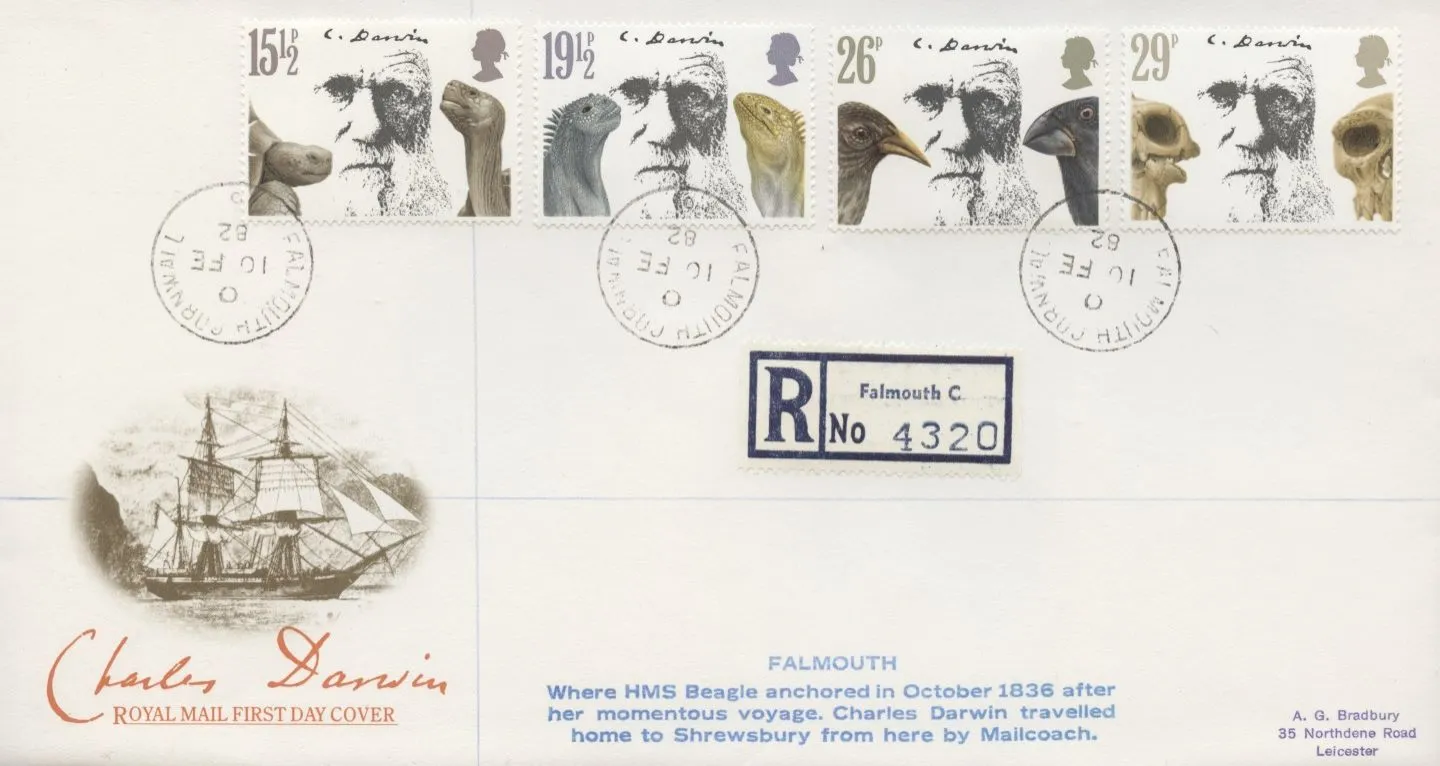 15½P
C. Darwin
19½P
C. Darwin
26P
C. Darwin
29P
C. Darwin
FALMOUTH CORNWALL
O
10 FE
82
FALMOUTH CORNWALL
O
10 FE
82
FALMOUTH CORNWALL
O
10 FE
82
R
Falmouth C
No 4320
Charles Darwin
ROYAL MAIL FIRST DAY COVER
FALMOUTH
Where HMS Beagle anchored in October 1836 after
her momentous voyage. Charles Darwin travelled
home to Shrewsbury from here by Mailcoach.
A. G. Bradbury
35 Northdene Road
Leicester